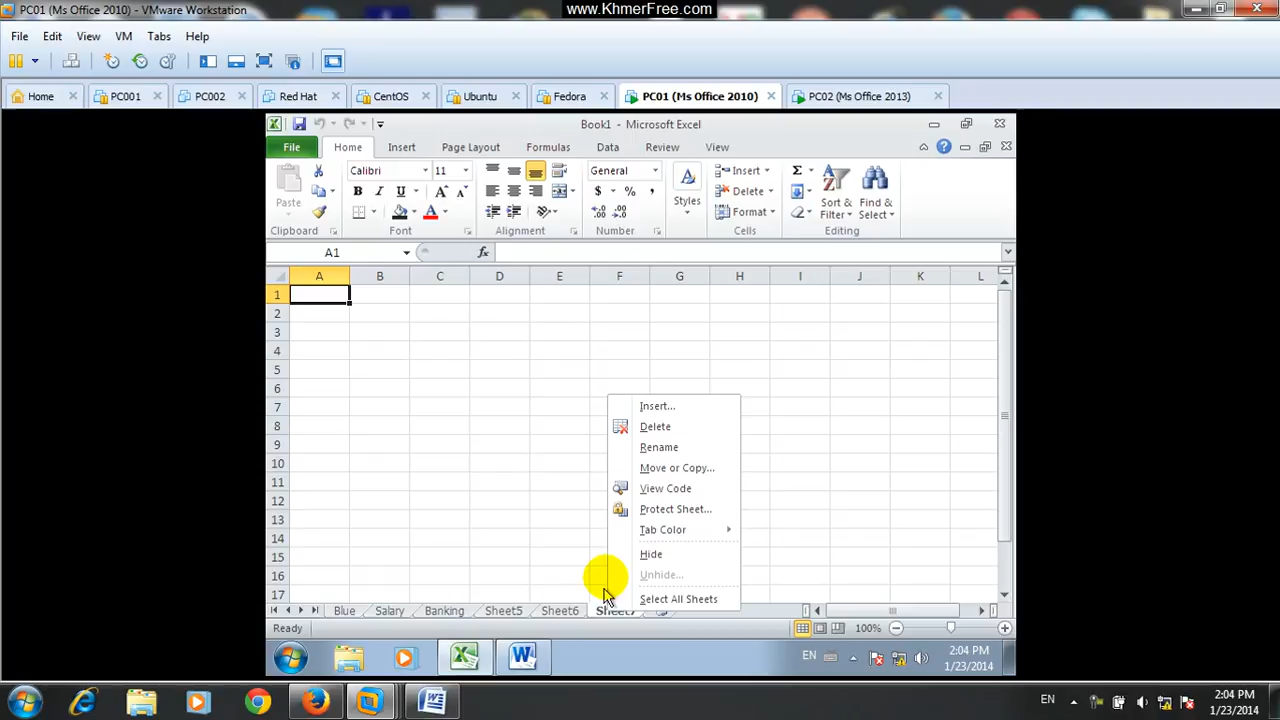 www.KhmerFree.com
PC01 (Ms Office 2010) - VMware Workstation
File Edit View VM Tabs Help
Home PC001 PC002 Red Hat CentOS Ubuntu Fedora PC01 (Ms Office 2010) PC02 (Ms Office 2013)
Book1 - Microsoft Excel
File Home Insert Page Layout Formulas Data Review View
Calibri 11 General Insert
Paste B I U $ % , Styles Delete Sort & Filter Find & Select
Format
Clipboard Font Alignment Number Cells Editing
A1 fx
A B C D E F G H I J K L
1
2
3
4
5
6
7
8
9
10
11
12
13
14
15
16
17
Insert...
Delete
Rename
Move or Copy...
View Code
Protect Sheet...
Tab Color
Hide
Unhide...
Select All Sheets
Blue Salary Banking Sheet5 Sheet6 Sheet7
Ready 100%
EN 2:04 PM
1/23/2014
EN 2:04 PM
1/23/2014